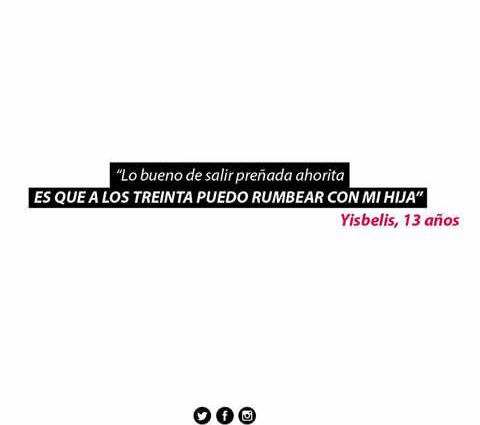 “Lo bueno de salir preñada ahorita
ES QUE A LOS TREINTA PUEDO RUMBEAR CON MI HIJA”
Yisbelis, 13 años